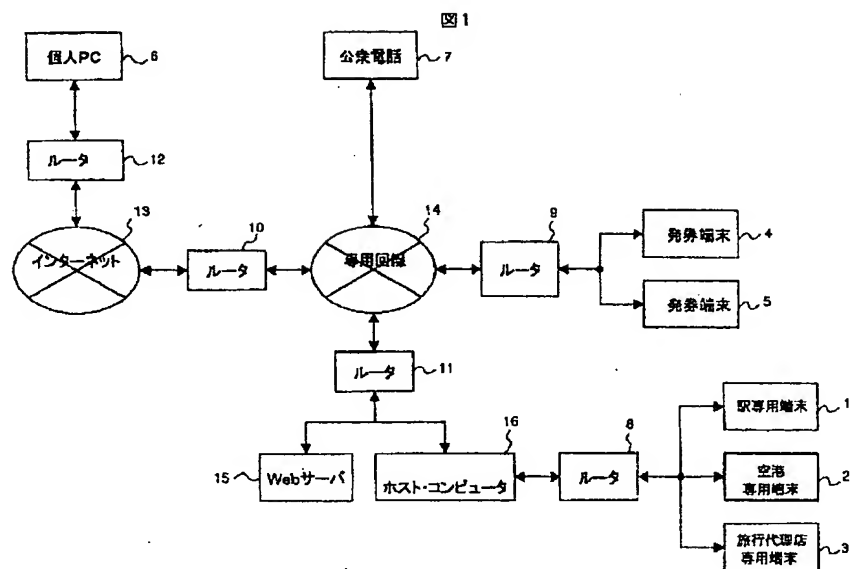 図1
個人PC
6
公衆電話
7
ルータ
12
13
インターネット
10
ルータ
14
専用回線
9
ルータ
発券端末
4
発券端末
5
ルータ
11
15
Webサーバ
16
ホスト・コンピュータ
8
ルータ
駅専用端末
1
空港
専用端末
2
旅行代理店
専用端末
3